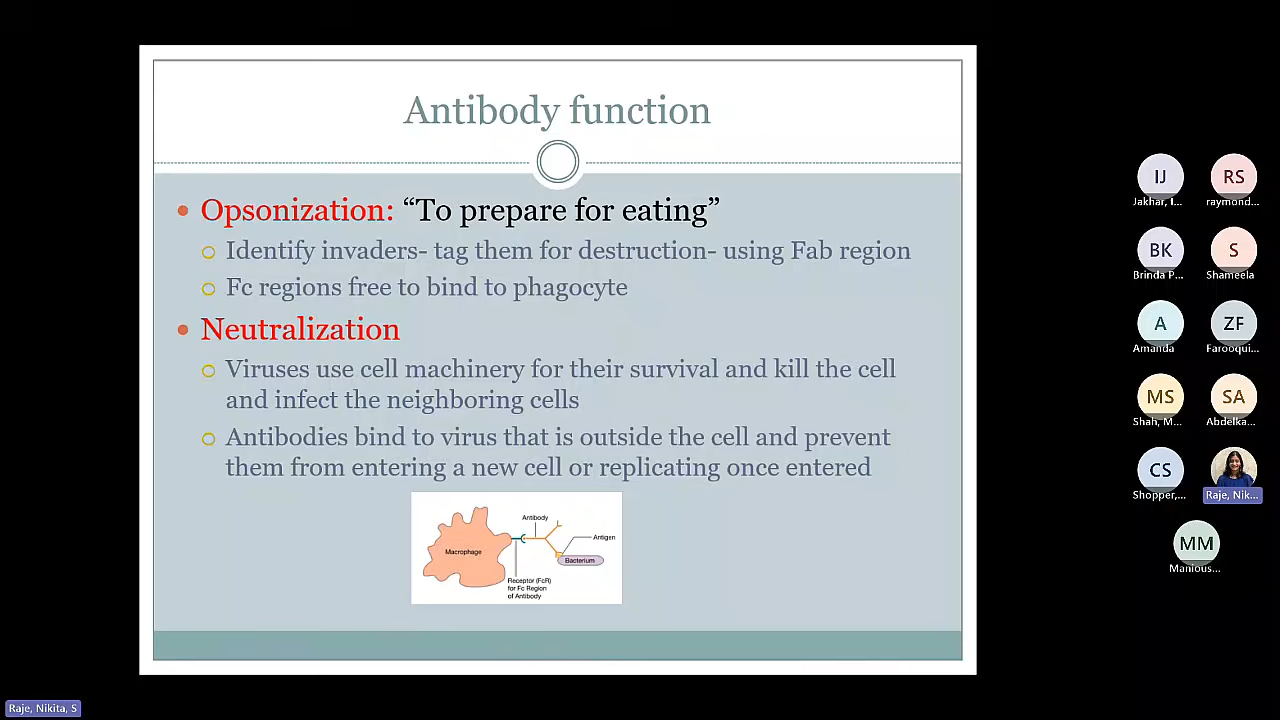 Antibody function
Opsonization: “To prepare for eating”
Identify invaders- tag them for destruction- using Fab region
Fc regions free to bind to phagocyte
Neutralization
Viruses use cell machinery for their survival and kill the cell
and infect the neighboring cells
Antibodies bind to virus that is outside the cell and prevent
them from entering a new cell or replicating once entered
Antibody
Antigen
Macrophage
Bacterium
Receptor (FcR)
for Fc Region
of Antibody
IJ
Jakhar, I...
RS
raymond...
BK
Brinda P...
S
Shameela
A
Amanda
ZF
Farooqui...
MS
Shah, M...
SA
Abdelka...
CS
Shopper,...
Raje, Nik...
MM
Manious...
Raje, Nikita, S